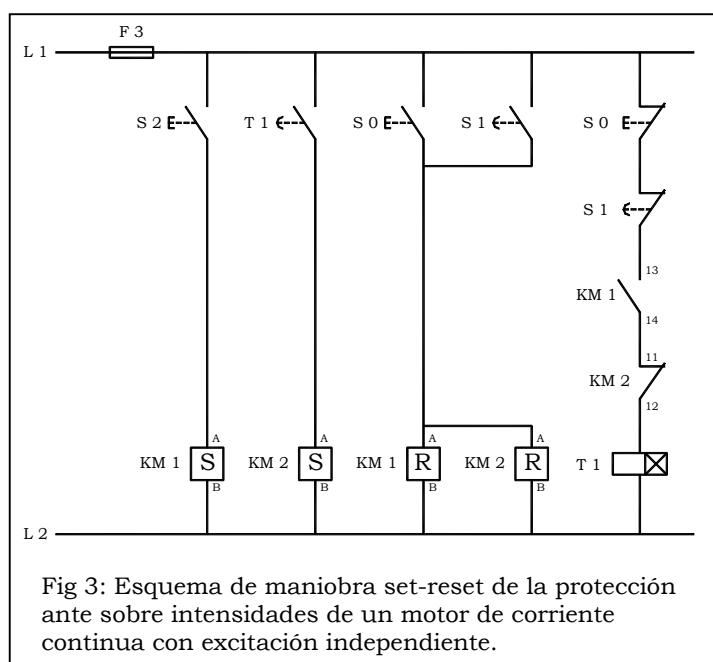 F 3
L 1
S 2 T 1 S 0 S 1 S 0
S 1
13
KM 1
14
11
KM 2
12
A A A A
KM 1 S KM 2 S KM 1 R KM 2 R T 1
B B B B
L 2
Fig 3: Esquema de maniobra set-reset de la protección
ante sobre intensidades de un motor de corriente
continua con excitación independiente.